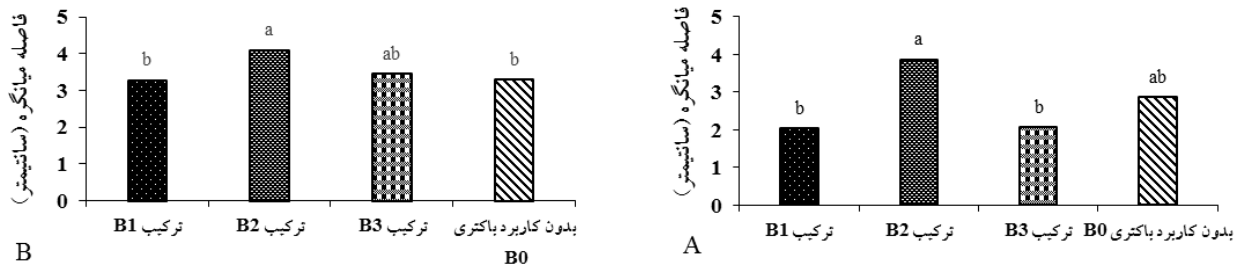 فاصله میانگره (سانتیمتر)
5
4
3
2
1
0
b
a
ab
b
ترکیب B1
ترکیب B2
ترکیب B3
بدون کاربرد باکتری
B0
B
فاصله میانگره (سانتیمتر)
5
4
3
2
1
0
b
a
b
ab
ترکیب B1
ترکیب B2
ترکیب B3
بدون کاربرد باکتری B0
A